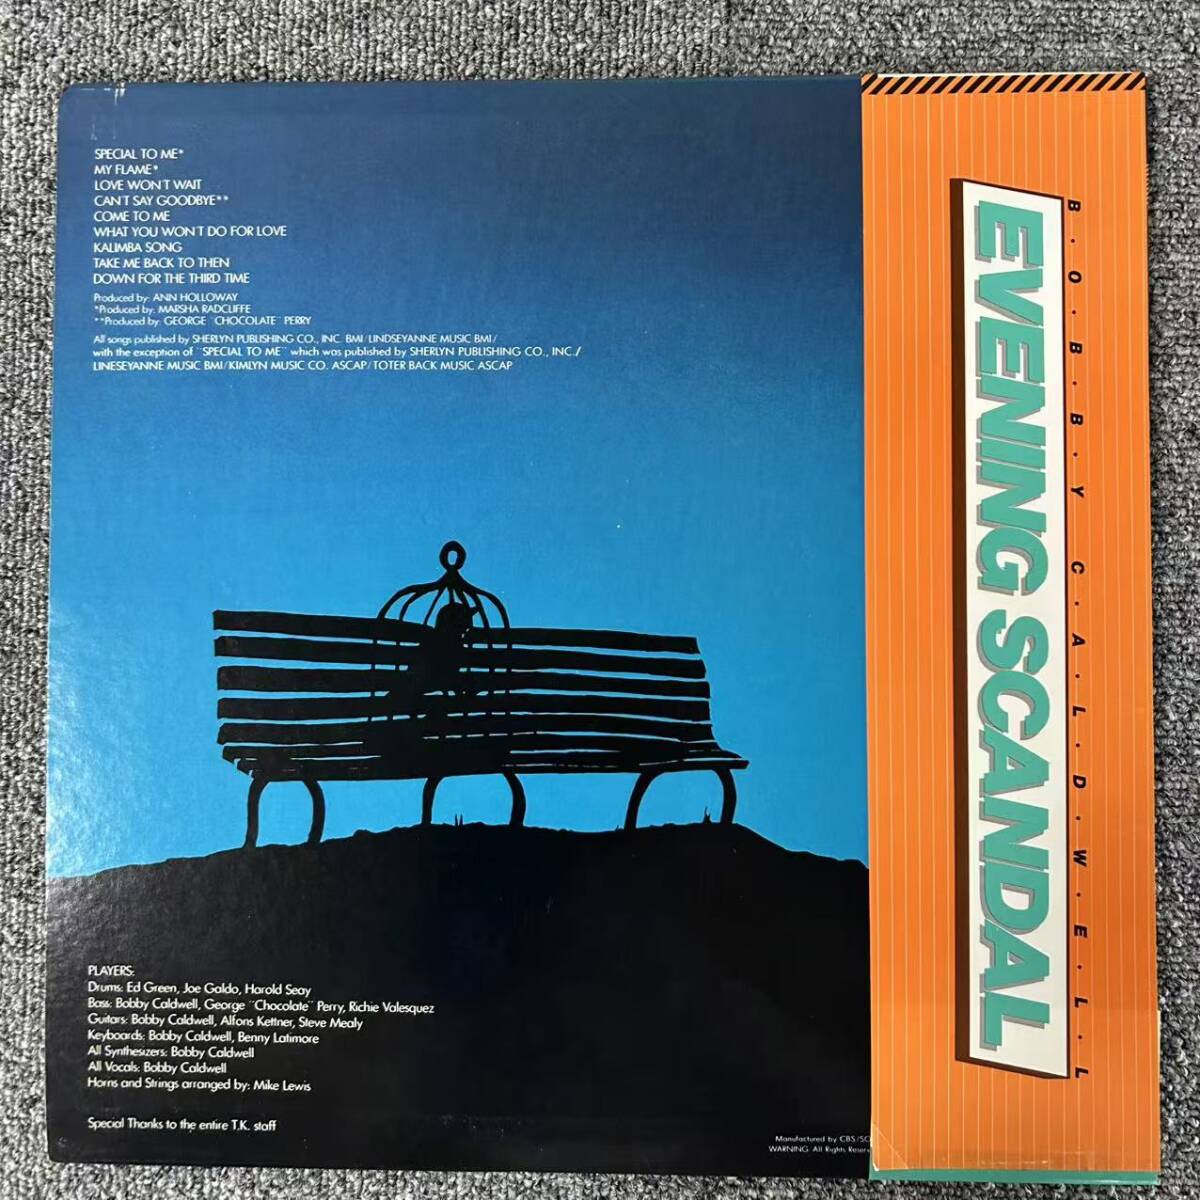 SPECIAL TO ME*
MY FLAME*
LOVE WON'T WAIT
CAN'T SAY GOODBYE**
COME TO ME
WHAT YOU WON'T DO FOR LOVE
KALIMBA SONG
TAKE ME BACK TO THEN
DOWN FOR THE THIRD TIME
Produced by: ANN HOLLOWAY
*Produced by: MARSHA RADCLIFFE
**Produced by: GEORGE "CHOCOLATE" PERRY
All songs published by SHERLYN PUBLISHING CO., INC. BMI/LINDSEYANNE MUSIC BMI/
with the exception of "SPECIAL TO ME" which was published by SHERLYN PUBLISHING CO., INC./
LINESEYANNE MUSIC BMI/KIMLYN MUSIC CO. ASCAP/TOTER BACK MUSIC ASCAP
PLAYERS:
Drums: Ed Green, Joe Galdo, Harold Seay
Bass: Bobby Caldwell, George "Chocolate" Perry, Richie Valesquez
Guitars: Bobby Caldwell, Alfons Kettner, Steve Mealy
Keyboards: Bobby Caldwell, Benny Latimore
All Synthesizers: Bobby Caldwell
All Vocals: Bobby Caldwell
Horns and Strings arranged by: Mike Lewis
Special Thanks to the entire T.K. staff
Manufactured by CBS/SO
WARNING: All Rights Reser
B·O·B·B·Y C·A·L·D·W·E·L·L
EVENING SCANDAL